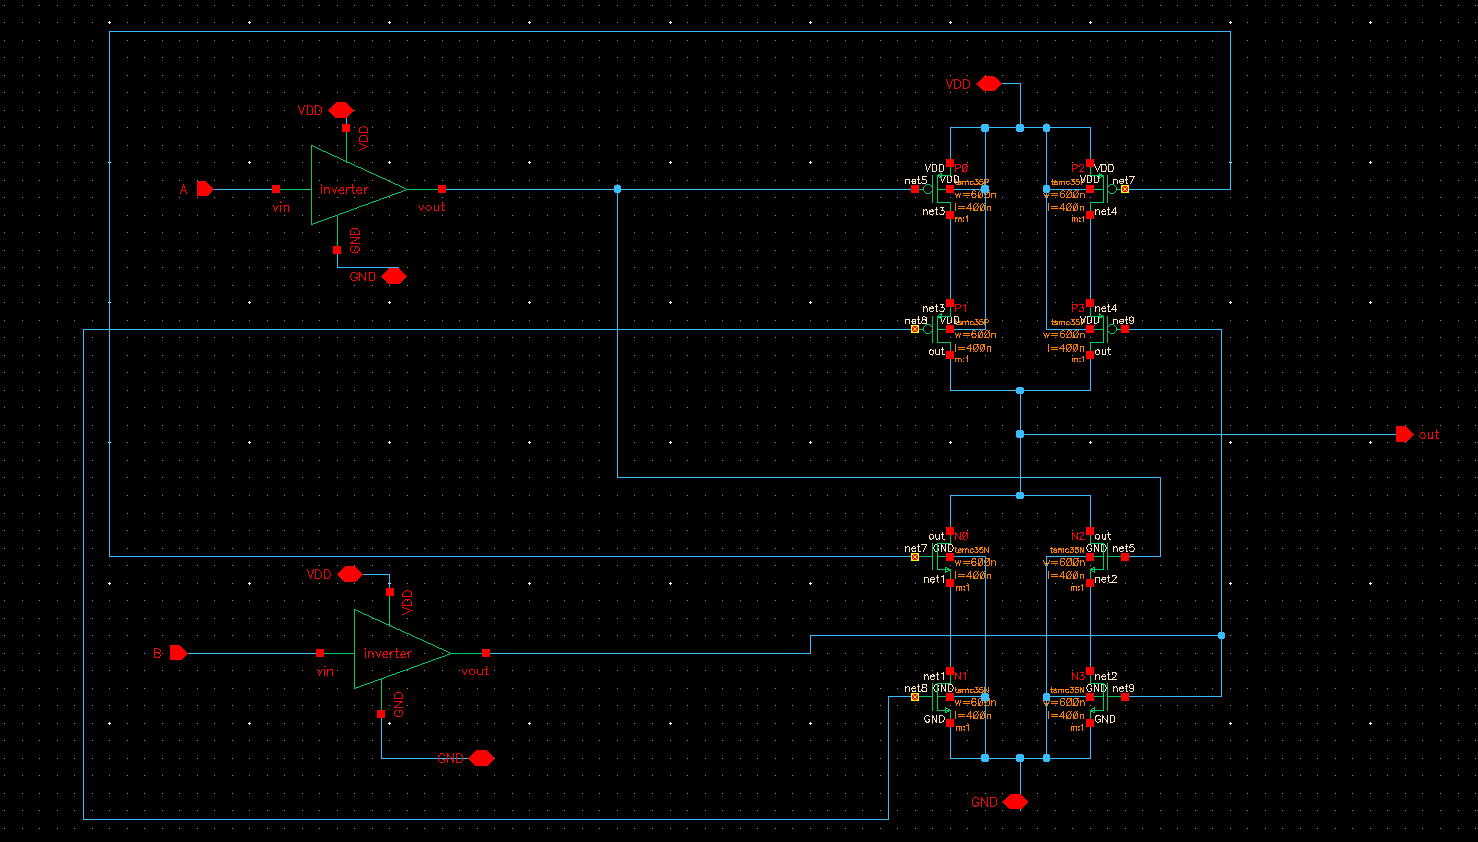 VDD
VDD
VDD
A
inverter
vin
vout
GND
GND
VDD
P0
VDD
net5
tsmc35P
w=600n
l=400n
m:1
net3
P2
VDD
VDD
net7
tsmc35P
w=600n
l=400n
m:1
net4
net3
P1
VDD
net8
tsmc35P
w=600n
l=400n
m:1
out
P3
net4
VDD
net9
tsmc35P
w=600n
l=400n
m:1
out
out
out
N0
net7
GND
tsmc35N
w=600n
l=400n
m:1
net1
N2
out
GND
net5
tsmc35N
w=600n
l=400n
m:1
net2
VDD
VDD
B
inverter
vin
vout
GND
GND
net1
N1
net8
GND
tsmc35N
w=600n
l=400n
m:1
GND
N3
net2
GND
net9
tsmc35N
w=600n
l=400n
m:1
GND
GND